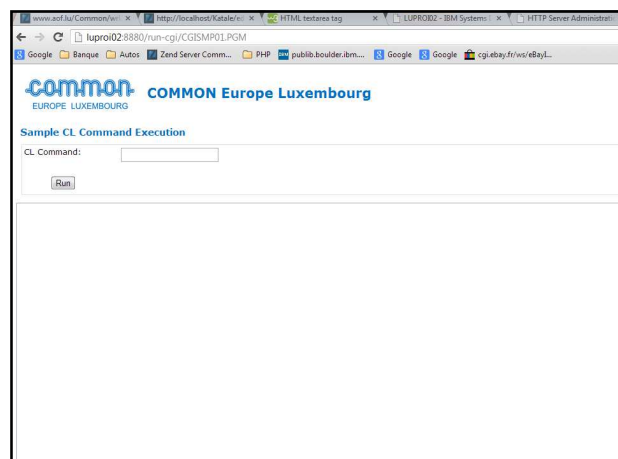 www.aof.lu/Common/wri
http://localhost/Katale/ea
HTML textarea tag
LUPROI02 - IBM Systems
HTTP Server Administratio
luproi02:8880/run-cgi/CGISMP01.PGM
Google Banque Autos Zend Server Comm... PHP publib.boulder.ibm.... Google Google cgi.ebay.fr/ws/eBayI...
common
EUROPE LUXEMBOURG
COMMON Europe Luxembourg
Sample CL Command Execution
CL Command:
Run